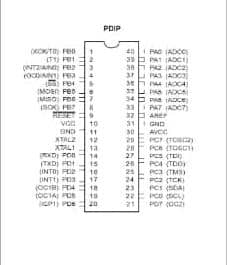 PDIP
(XCK/T0) PB0 1 40 PA0 (ADC0)
(T1) PB1 2 39 PA1 (ADC1)
(INT2/AIN0) PB2 3 38 PA2 (ADC2)
(OC0/AIN1) PB3 4 37 PA3 (ADC3)
(SS) PB4 5 36 PA4 (ADC4)
(MOSI) PB5 6 35 PA5 (ADC5)
(MISO) PB6 7 34 PA6 (ADC6)
(SCK) PB7 8 33 PA7 (ADC7)
RESET 9 32 AREF
VCC 10 31 GND
GND 11 30 AVCC
XTAL2 12 29 PC7 (TOSC2)
XTAL1 13 28 PC6 (TOSC1)
(RXD) PD0 14 27 PC5 (TDI)
(TXD) PD1 15 26 PC4 (TDO)
(INT0) PD2 16 25 PC3 (TMS)
(INT1) PD3 17 24 PC2 (TCK)
(OC1B) PD4 18 23 PC1 (SDA)
(OC1A) PD5 19 22 PC0 (SCL)
(ICP1) PD6 20 21 PD7 (OC2)